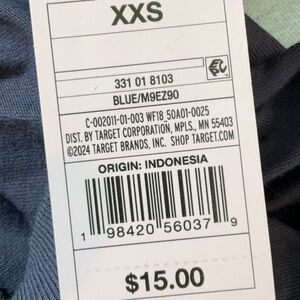 XXS
331 01 8103
BLUE/M9EZ90
C-002011-01-003 WF18_50A01-0025
DIST. BY TARGET CORPORATION, MPLS., MN 55403
©2024 TARGET BRANDS, INC. SHOP TARGET.COM
ORIGIN: INDONESIA
1 98420 56037 9
$15.00